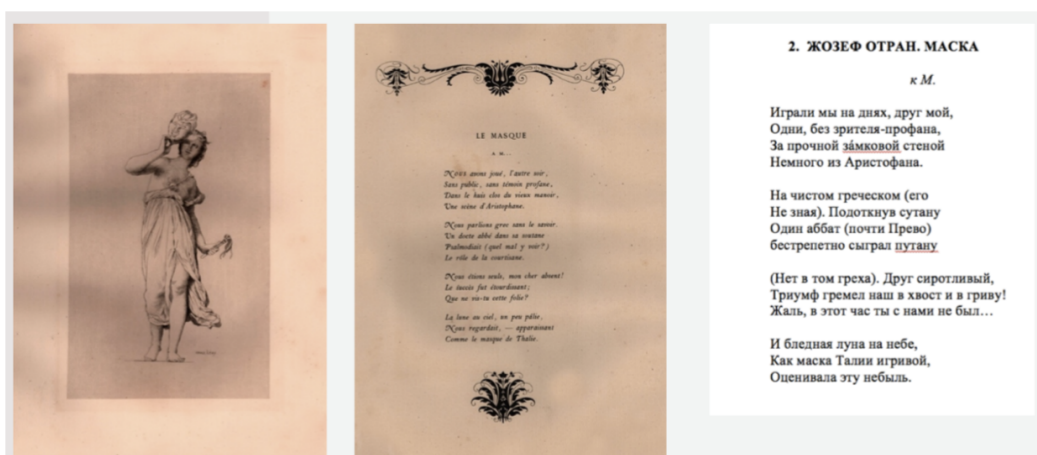 LE MASQUE
A M...
Nous avons joué, l'autre soir,
Sans public, sans témoin profane,
Dans le huis clos du vieux manoir,
Une scène d'Aristophane.
Nous parlions grec sans le savoir.
Un docte abbé dans sa soutane
Psalmodiait (quel mal y voir?)
Le rôle de la courtisane.
Nous étions seuls, mon cher absent!
Le succès fut étourdissant;
Que ne vis-tu cette folie?
La lune au ciel, un peu pâlie,
Nous regardait, — apparaissant
Comme le masque de Thalie.
2. ЖОЗЕФ ОТРАН. МАСКА
к М.
Играли мы на днях, друг мой,
Одни, без зрителя-профана,
За прочной за́мковой стеной
Немного из Аристофана.
На чистом греческом (его
Не зная). Подоткнув сутану
Один аббат (почти Прево)
бестрепетно сыграл путану
(Нет в том греха). Друг сиротливый,
Триумф гремел наш в хвост и в гриву!
Жаль, в этот час ты с нами не был...
И бледная луна на небе,
Как маска Талии игривой,
Оценивала эту небыль.